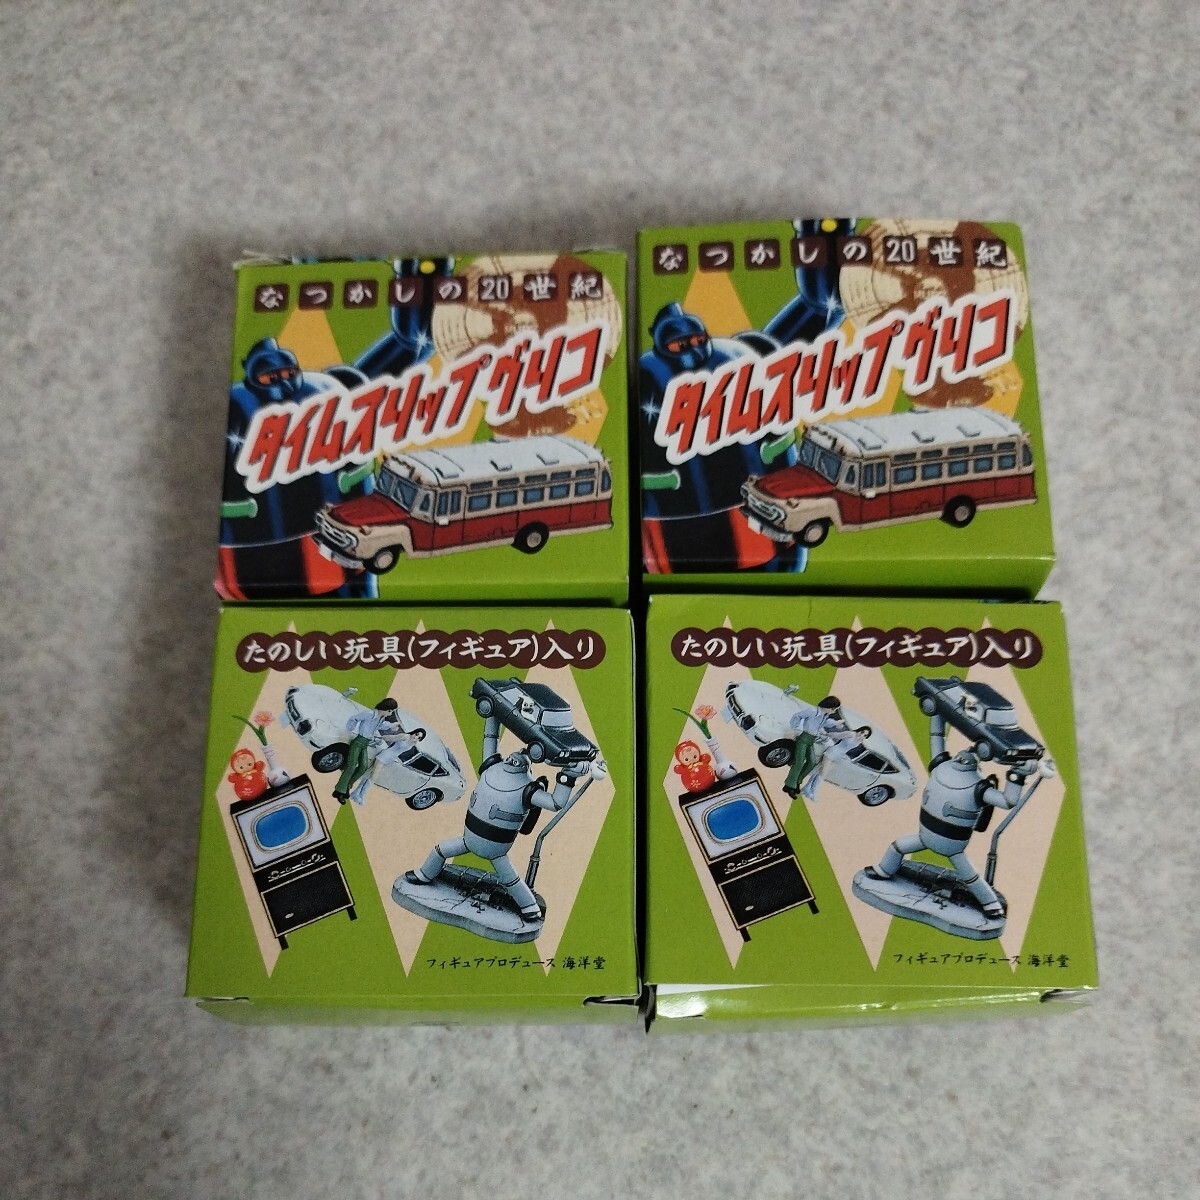 なつかしの20世紀
タイムスリップグリコ
なつかしの20世紀
タイムスリップグリコ
たのしい玩具(フィギュア)入り
フィギュアプロデュース 海洋堂
たのしい玩具(フィギュア)入り
フィギュアプロデュース 海洋堂